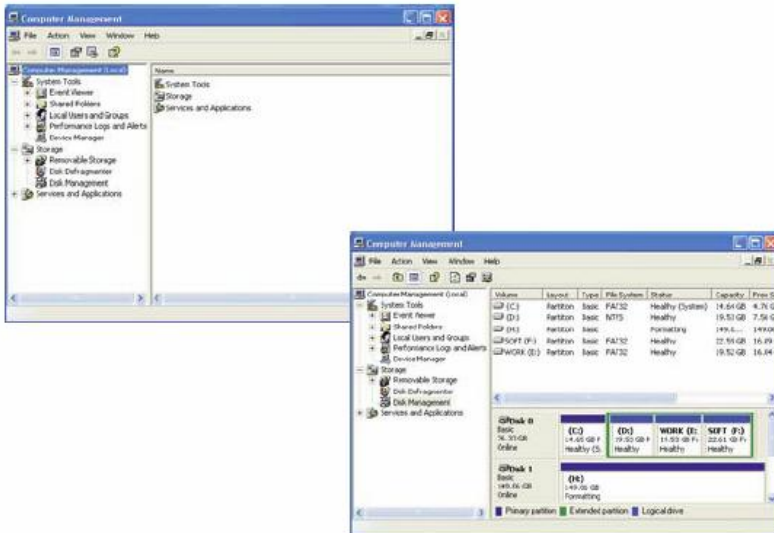 Computer Management
File Action View Window Help
Computer Management (Local)
System Tools
Event Viewer
Shared Folders
Local Users and Groups
Performance Logs and Alerts
Device Manager
Storage
Removable Storage
Disk Defragmenter
Disk Management
Services and Applications
Name
System Tools
Storage
Services and Applications
Computer Management
File Action View Window Help
Computer Management (Local)
System Tools
Event Viewer
Shared Folders
Local Users and Groups
Performance Logs and Alerts
Device Manager
Storage
Removable Storage
Disk Defragmenter
Disk Management
Services and Applications
Volume Layout Type File System Status Capacity Free S
(C:) Partition Basic FAT32 Healthy (System) 14.64 GB
(D:) Partition Basic NTFS Healthy 19.53 GB
(H:) Partition Basic Formatting
SOFT (F:) Partition Basic FAT32 Healthy
WORK (E:) Partition Basic FAT32 Healthy 19.52 GB
Disk 0
Basic
Online
(C:)
Healthy (S
(D:)
Healthy
WORK (E:
Healthy
SOFT (F:)
Healthy
Disk 1
Basic
149.06 GB
Online
(H:)
149.06 GB
Formatting
Primary partition Extended partition Logical drive